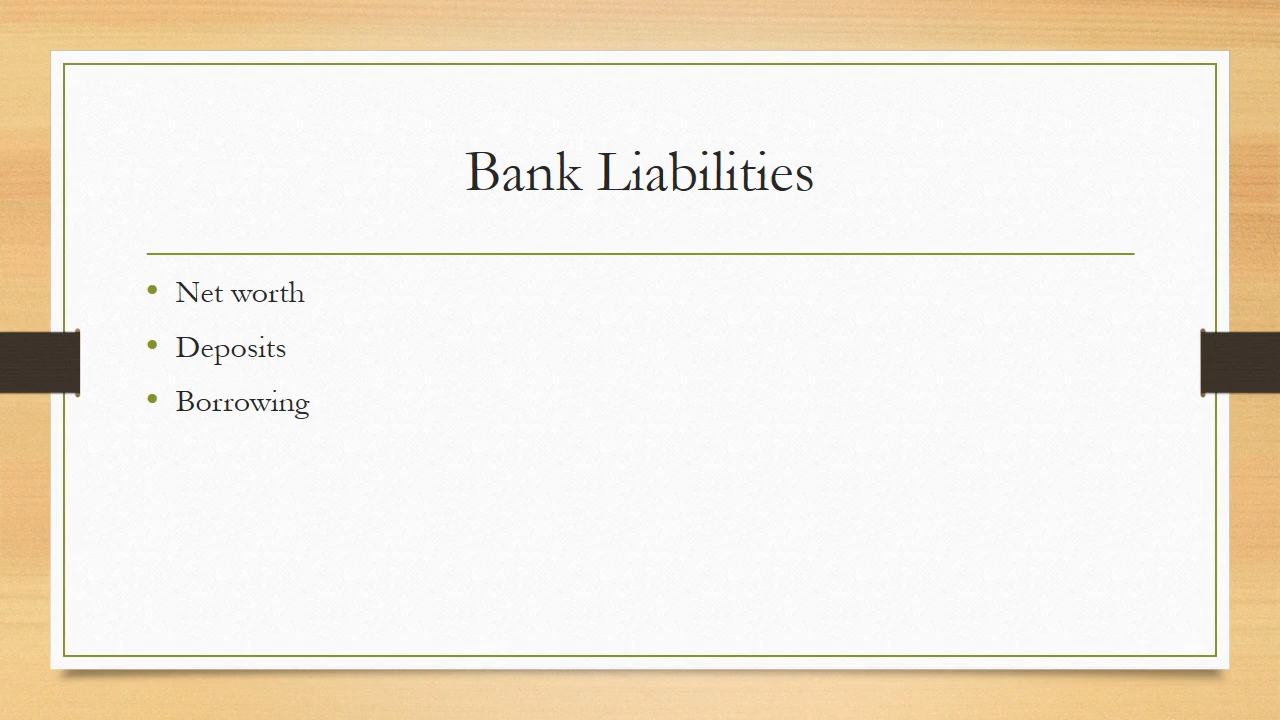 Bank Liabilities
• Net worth
• Deposits
• Borrowing